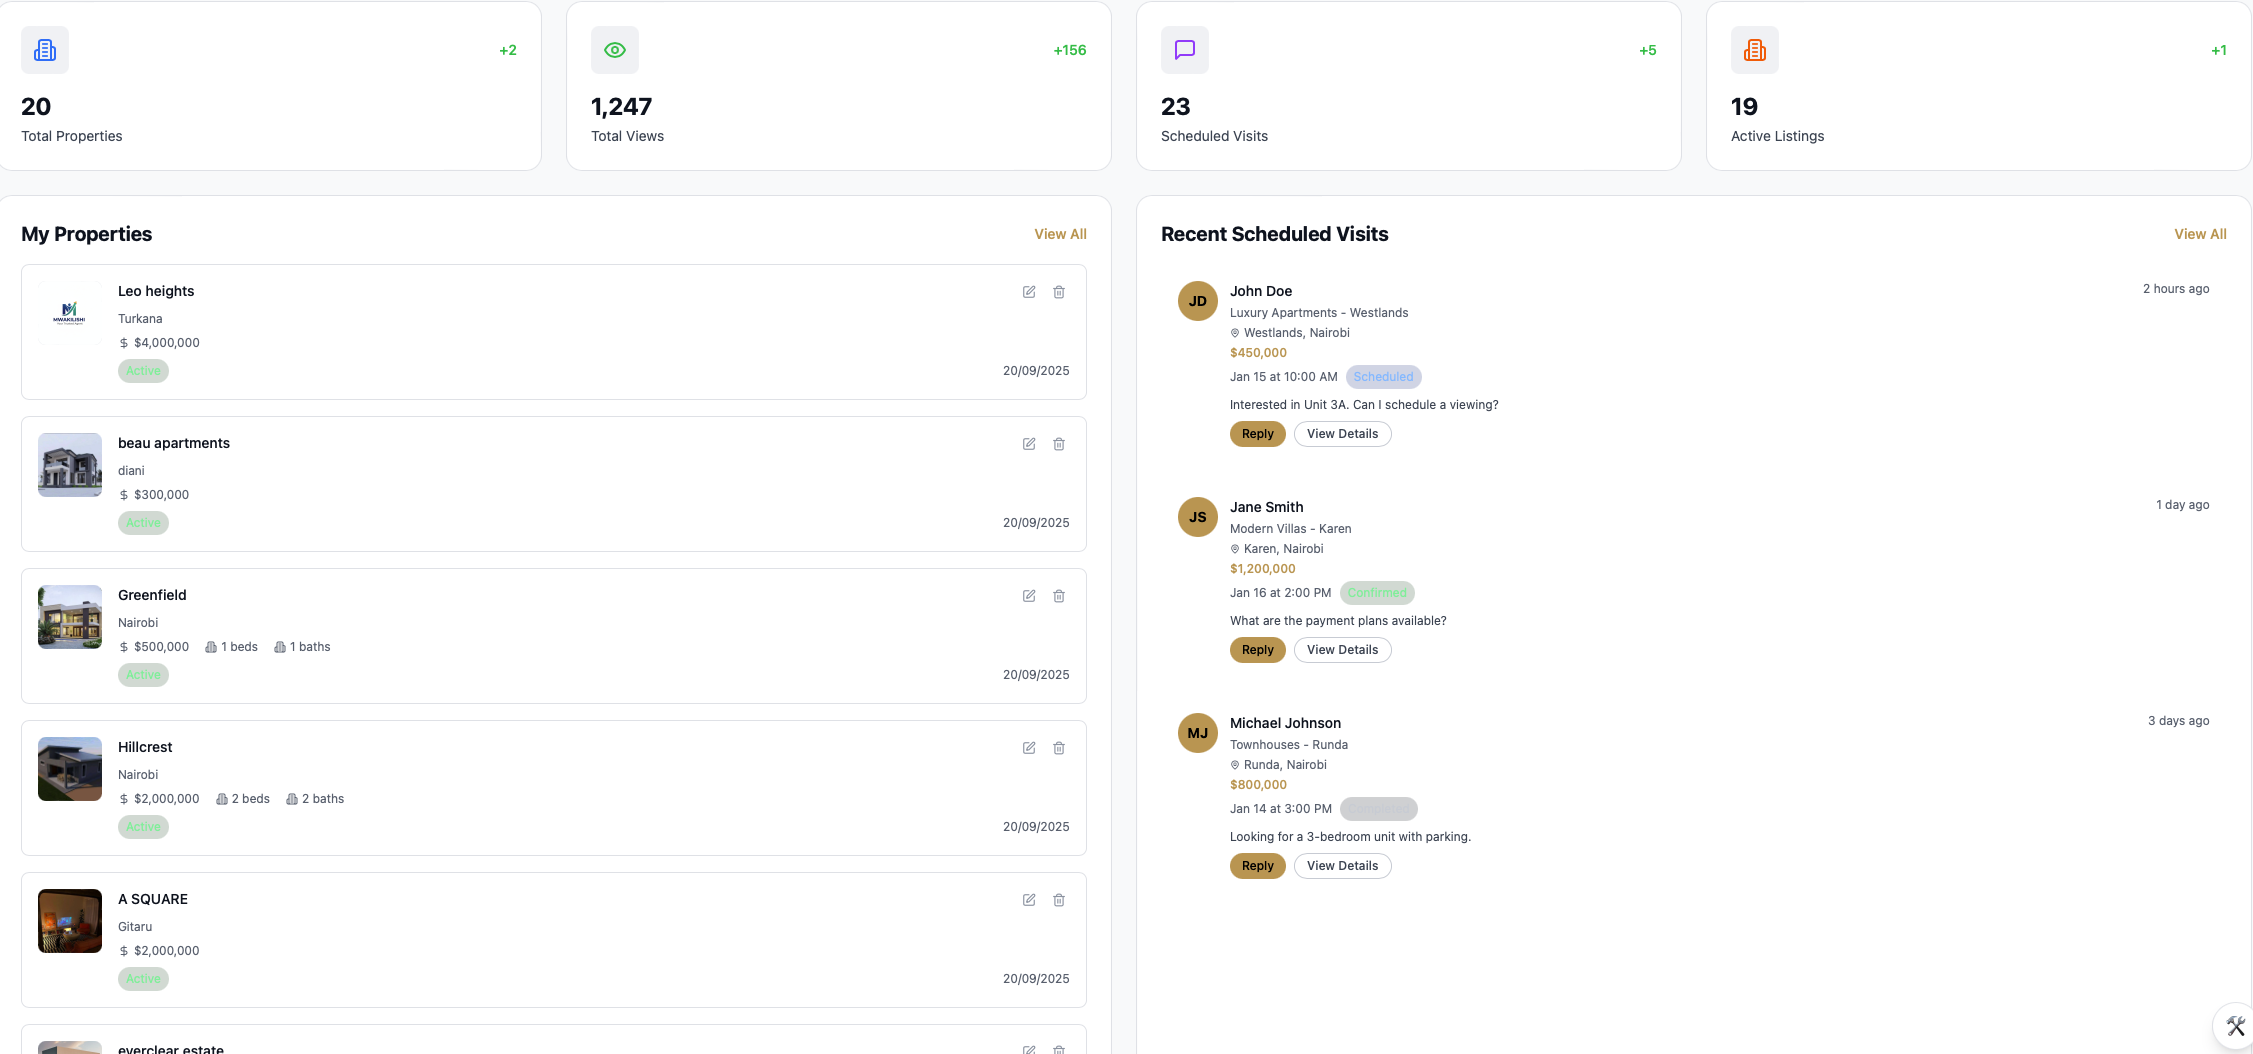 +2
20
Total Properties
+156
1,247
Total Views
+5
23
Scheduled Visits
+1
19
Active Listings
My Properties
View All
MWAKILISHI
Leo heights
Turkana
$ $4,000,000
Active
20/09/2025
beau apartments
diani
$ $300,000
Active
20/09/2025
Greenfield
Nairobi
$ $500,000 1 beds 1 baths
Active
20/09/2025
Hillcrest
Nairobi
$ $2,000,000 2 beds 2 baths
Active
20/09/2025
A SQUARE
Gitaru
$ $2,000,000
Active
20/09/2025
everclear estate
Recent Scheduled Visits
View All
JD
John Doe
2 hours ago
Luxury Apartments - Westlands
Westlands, Nairobi
$450,000
Jan 15 at 10:00 AM Scheduled
Interested in Unit 3A. Can I schedule a viewing?
Reply View Details
JS
Jane Smith
1 day ago
Modern Villas - Karen
Karen, Nairobi
$1,200,000
Jan 16 at 2:00 PM Confirmed
What are the payment plans available?
Reply View Details
MJ
Michael Johnson
3 days ago
Townhouses - Runda
Runda, Nairobi
$800,000
Jan 14 at 3:00 PM
Looking for a 3-bedroom unit with parking.
Reply View Details